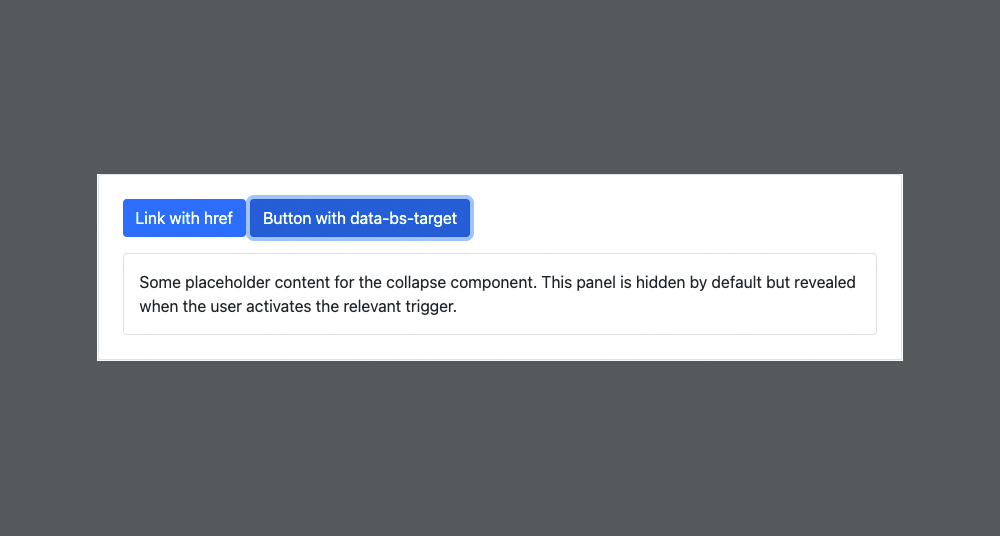 Link with href Button with data-bs-target
Some placeholder content for the collapse component. This panel is hidden by default but revealed
when the user activates the relevant trigger.